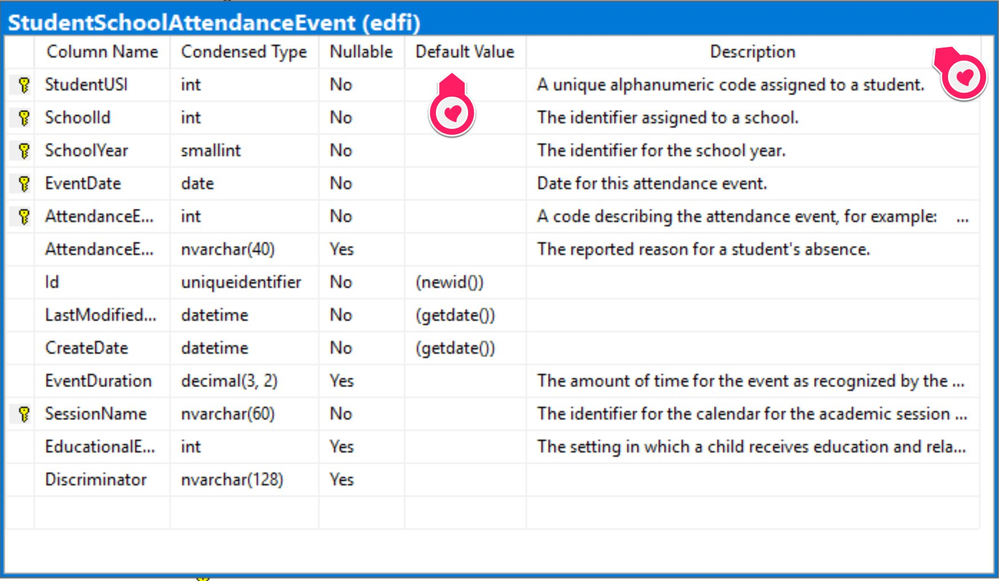 StudentSchoolAttendanceEvent (edfi)
Column Name Condensed Type Nullable Default Value Description
StudentUSI int No A unique alphanumeric code assigned to a student.
SchoolId int No The identifier assigned to a school.
SchoolYear smallint No The identifier for the school year.
EventDate date No Date for this attendance event.
AttendanceE... int No A code describing the attendance event, for example: ...
AttendanceE... nvarchar(40) Yes The reported reason for a student's absence.
Id uniqueidentifier No (newid())
LastModified... datetime No (getdate())
CreateDate datetime No (getdate())
EventDuration decimal(3, 2) Yes The amount of time for the event as recognized by the ...
SessionName nvarchar(60) No The identifier for the calendar for the academic session ...
EducationalE... int Yes The setting in which a child receives education and rela...
Discriminator nvarchar(128) Yes